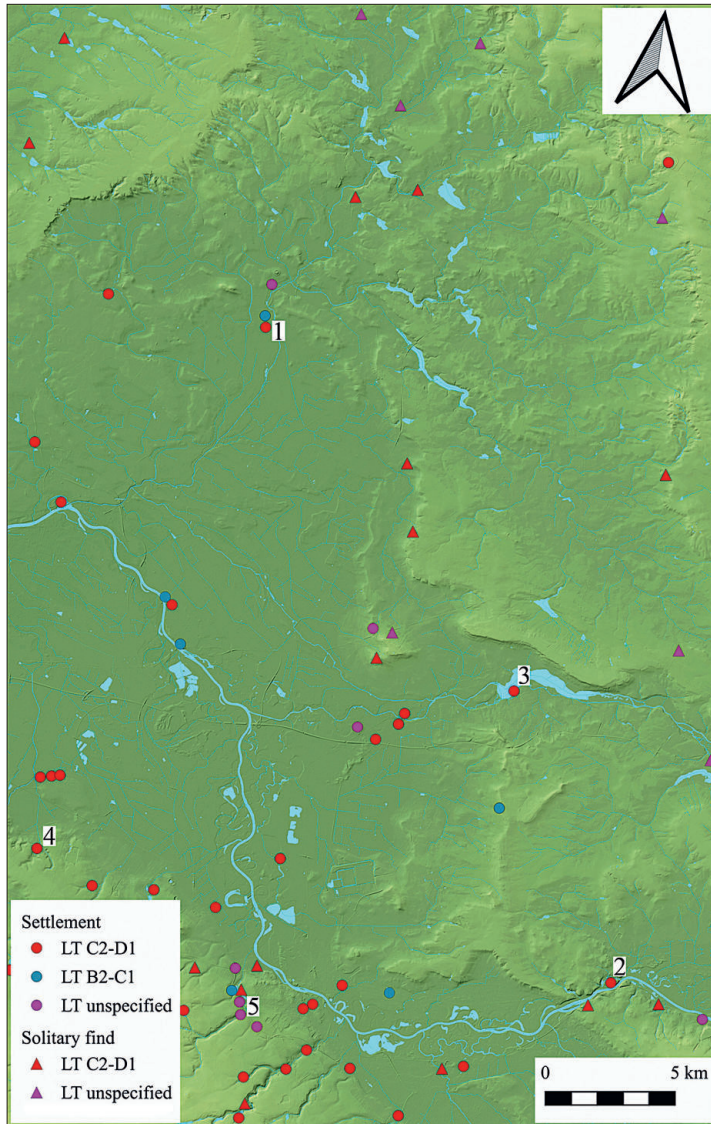 1
3
4
2
5
Settlement
LT C2-D1
LT B2-C1
LT unspecified
Solitary find
LT C2-D1
LT unspecified
0 5 km